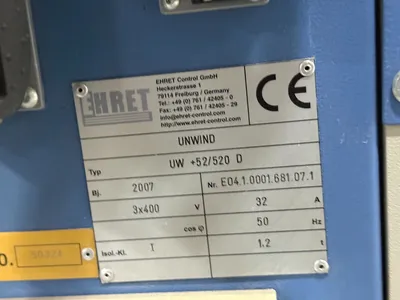 EHRET
EHRET Control GmbH
Heckerstrasse 1
79114 Freiburg / Germany
Tel.: +49 (0) 761 / 42405 - 0
Fax.: +49 (0) 761 / 42405 - 29
info@ehret-control.com
http://www.ehret-control.com
CE
UNWIND
Typ UW +52/520 D
Bj. 2007 Nr. E04.1.0001.681.07.1
3x400 V 32 A
cos φ 50 Hz
Isol.-Kl. I 1.2 t
O.